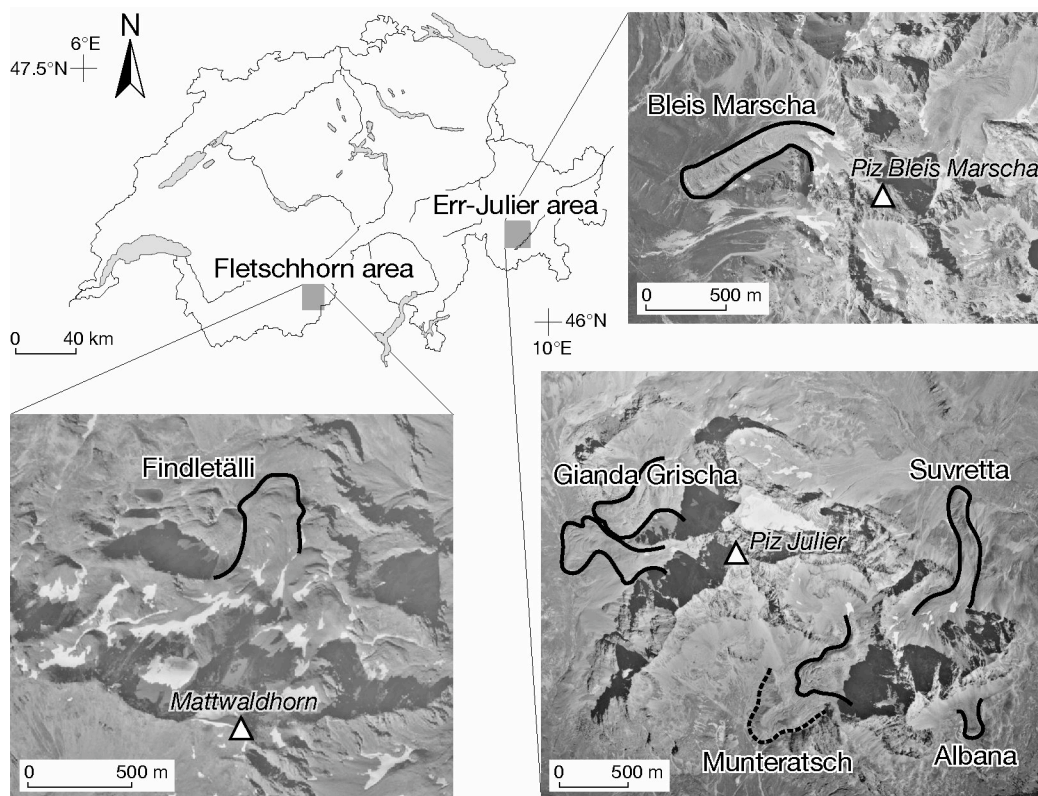 N
6°E
47.5°N
Err-Julier area
Fletschhorn area
0 40 km
46°N
10°E
Bleis Marscha
Piz Bleis Marscha
0 500 m
Findletälli
Mattwaldhorn
0 500 m
Gianda Grischa
Suvretta
Piz Julier
Munteratsch
Albana
0 500 m